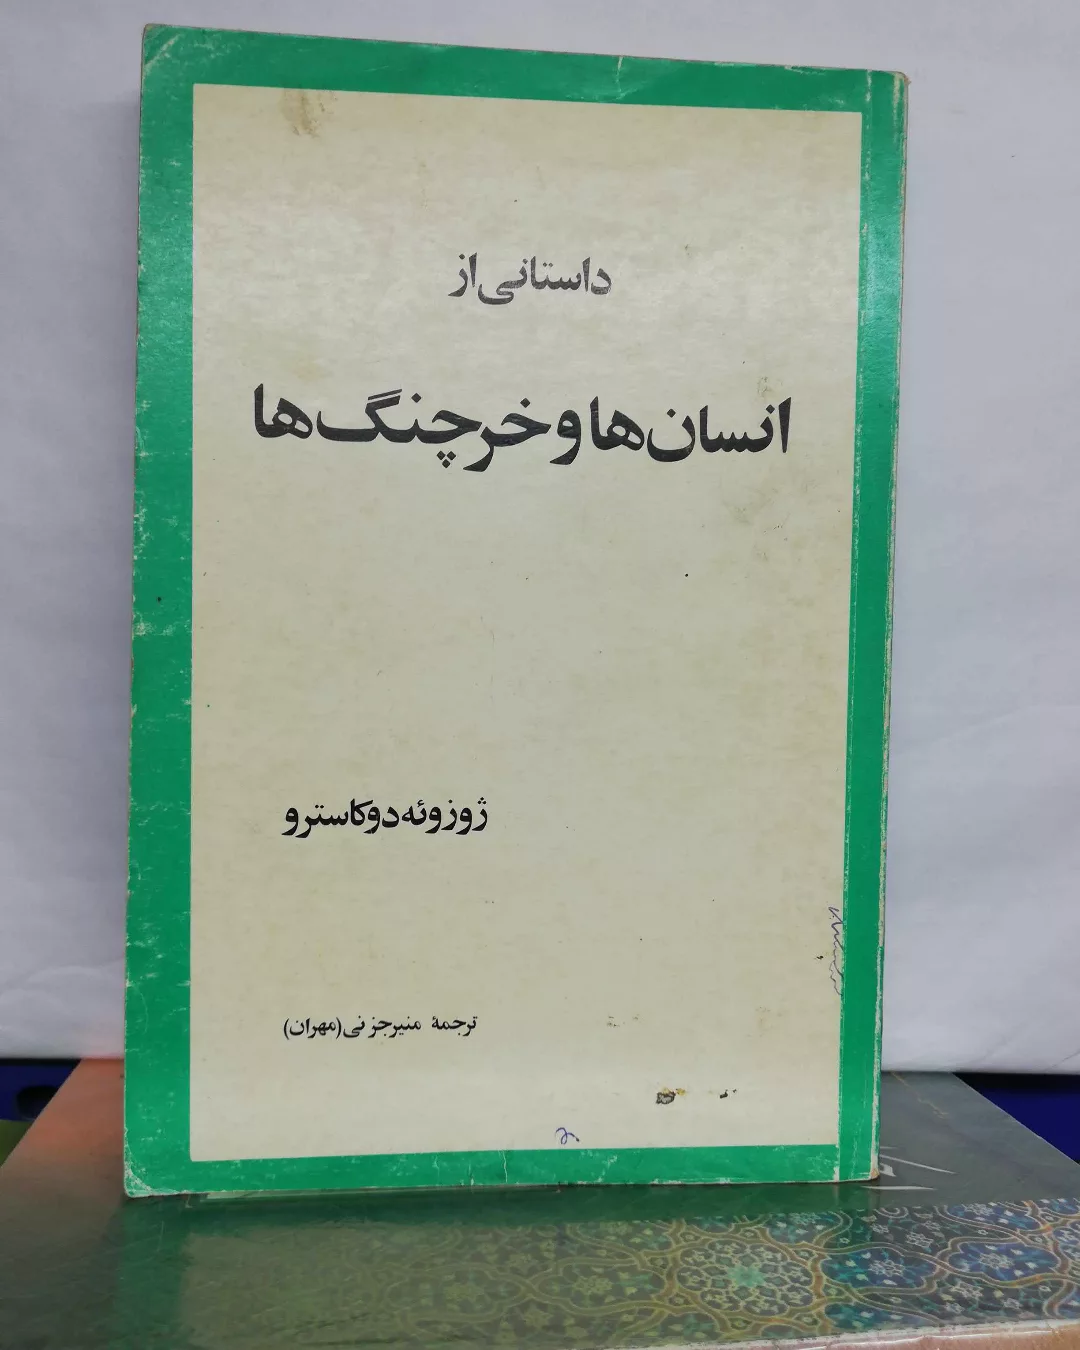 داستانی از
انسان‌ها و خرچنگ‌ها
ژوزوئه دوکاسترو
ترجمهٔ منیر جزنی (مهران)